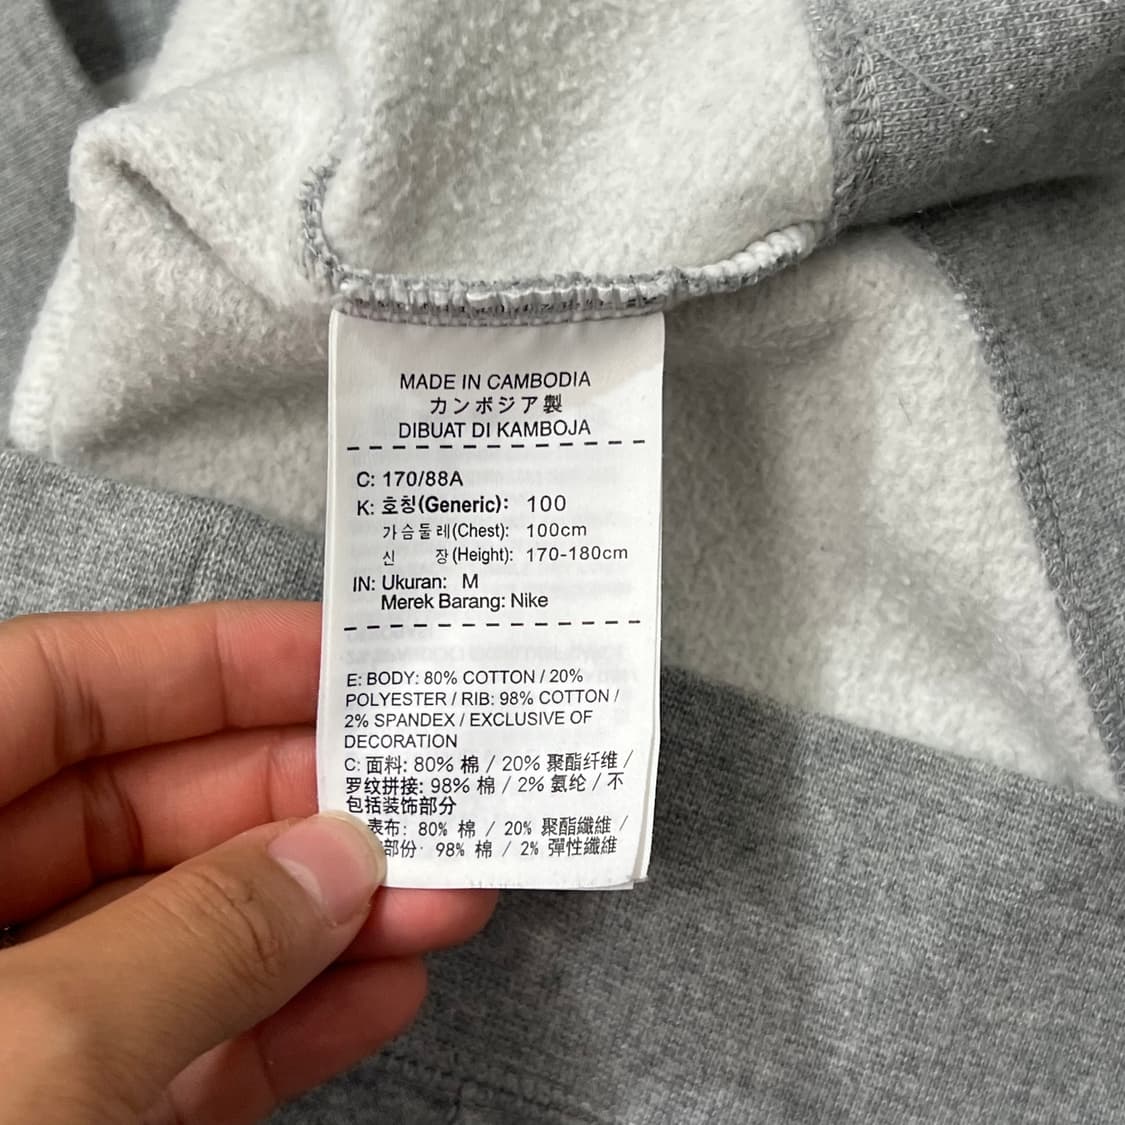 MADE IN CAMBODIA
カンボジア製
DIBUAT DI KAMBOJA
C: 170/88A
K: 호칭(Generic): 100
가슴둘레(Chest): 100cm
신 장(Height): 170-180cm
IN: Ukuran: M
Merek Barang: Nike
E: BODY: 80% COTTON / 20%
POLYESTER / RIB: 98% COTTON /
2% SPANDEX / EXCLUSIVE OF
DECORATION
C: 面料: 80% 棉 / 20% 聚酯纤维 /
罗纹拼接: 98% 棉 / 2% 氨纶 / 不
包括装饰部分
表布: 80% 棉 / 20% 聚酯纖維 /
部份: 98% 棉 / 2% 彈性纖維